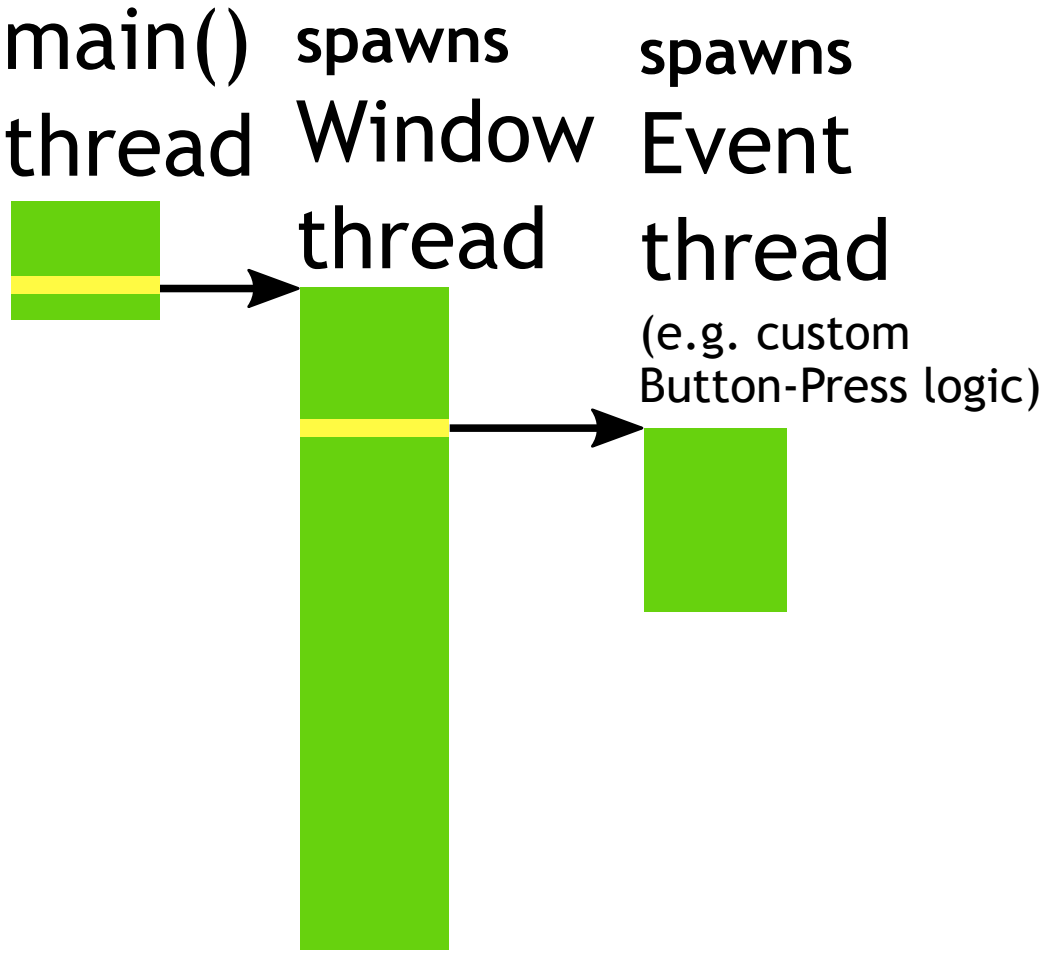 main()
thread
spawns
Window
thread
spawns
Event
thread
(e.g. custom
Button-Press logic)